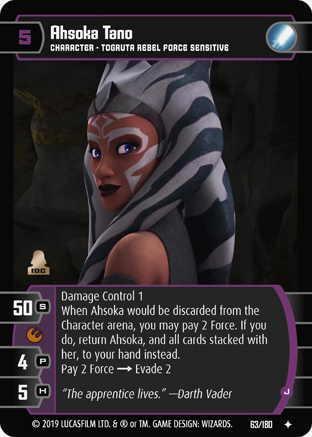 5 Ahsoka Tano
CHARACTER - TOGRUTA REBEL FORCE SENSITIVE
IDC
50 S
4 P
5 H
Damage Control 1
When Ahsoka would be discarded from the
Character arena, you may pay 2 Force. If you
do, return Ahsoka, and all cards stacked with
her, to your hand instead.
Pay 2 Force → Evade 2
“The apprentice lives.” —Darth Vader
J
© 2019 LUCASFILM LTD. & ® or TM. GAME DESIGN: WIZARDS. 63/180